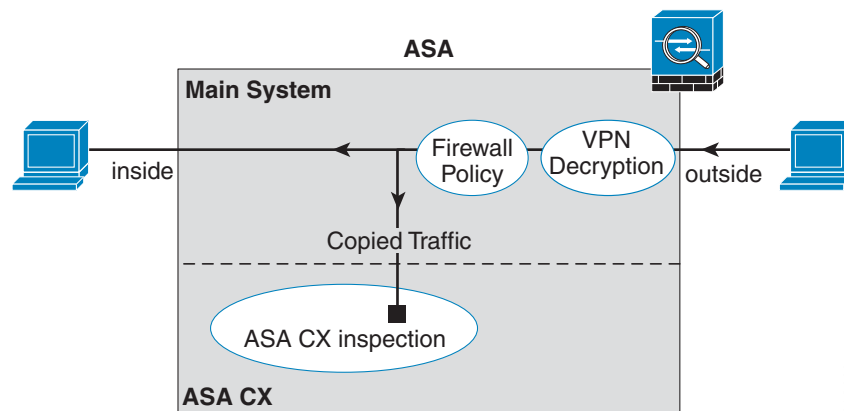 ASA
Main System
VPN
Decryption
Firewall
Policy
inside
outside
Copied Traffic
ASA CX inspection
ASA CX